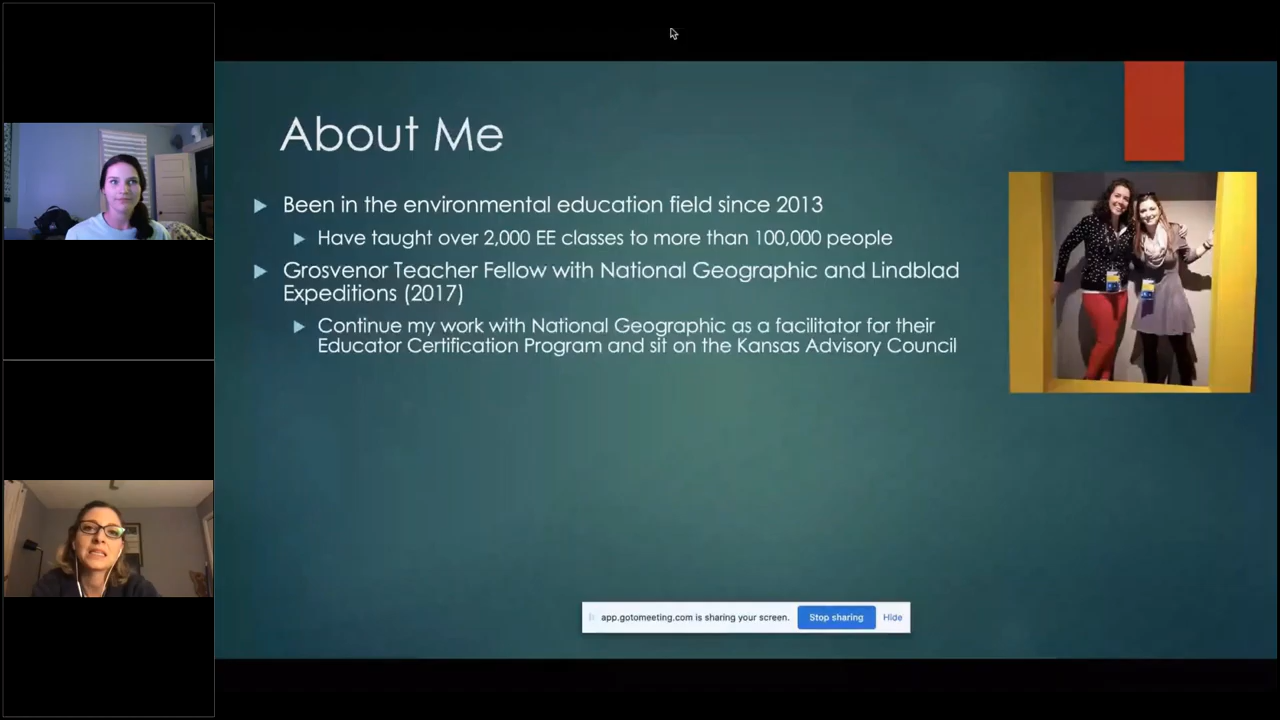 About Me
Been in the environmental education field since 2013
Have taught over 2,000 EE classes to more than 100,000 people
Grosvenor Teacher Fellow with National Geographic and Lindblad
Expeditions (2017)
Continue my work with National Geographic as a facilitator for their
Educator Certification Program and sit on the Kansas Advisory Council
app.gotomeeting.com is sharing your screen. Stop sharing Hide